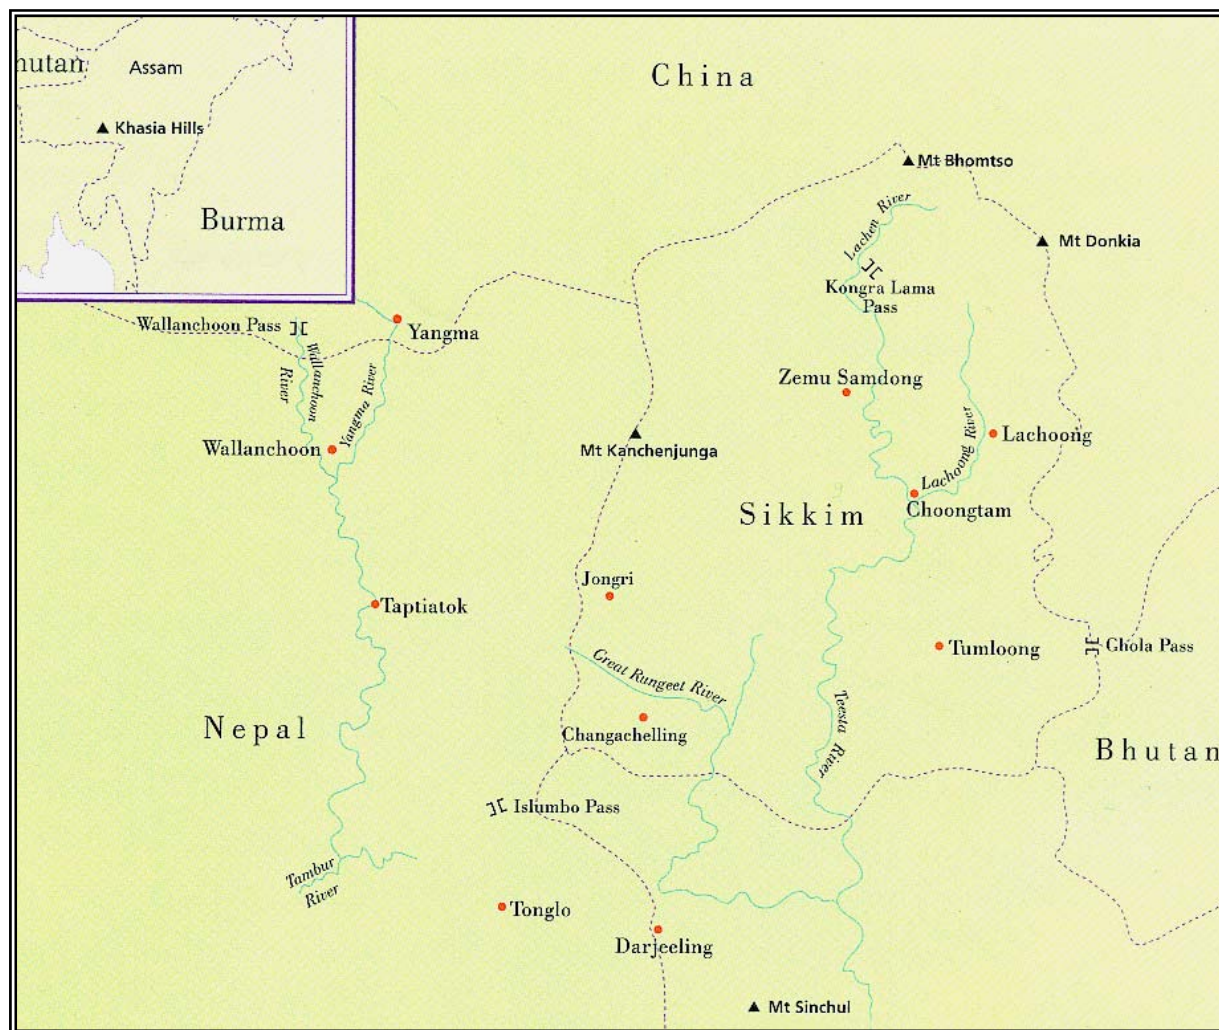 hutan
Assam
Khasia Hills
Burma
China
Mt Bhomtso
Lachen River
Mt Donkia
Kongra Lama
Pass
Wallanchoon Pass
Yangma
Wallanchoon
River
Yangma River
Zemu Samdong
Wallanchoon
Mt Kanchenjunga
Lachoong River
Lachoong
Sikkim
Choongtam
Jongri
Taptiatok
Great Rungeet River
Tumloong
Ghola Pass
Nepal
Changachelling
Teesta River
Bhutan
Islumbo Pass
Tambur
River
Tonglo
Darjeeling
Mt Sinchul